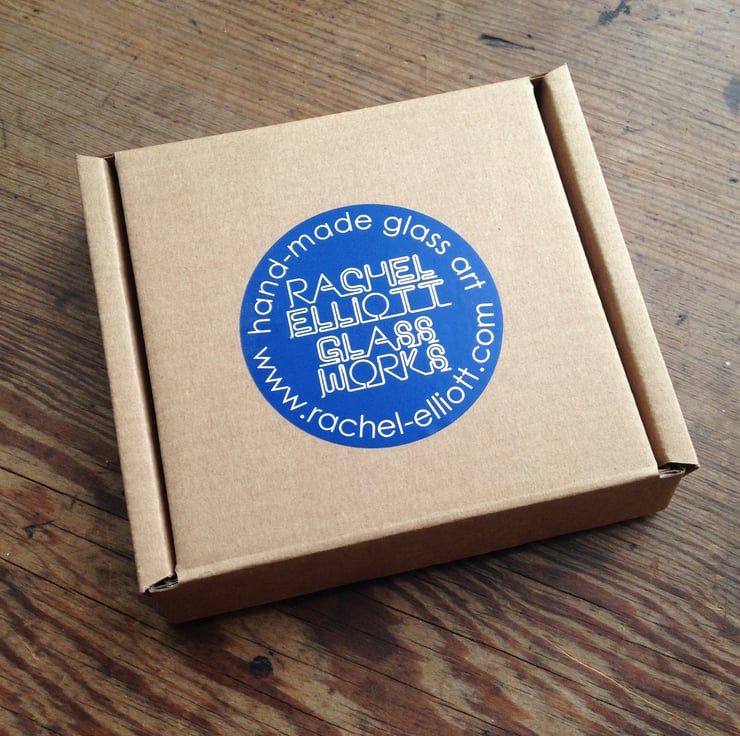 hand-made glass art
RACHEL
ELLIOTT
GLASS
WORKS
www.rachel-elliott.com